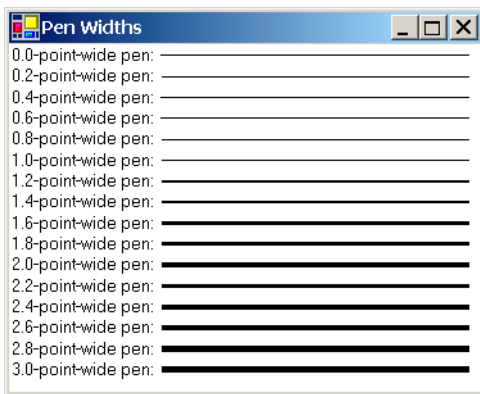 Pen Widths
0.0-point-wide pen:
0.2-point-wide pen:
0.4-point-wide pen:
0.6-point-wide pen:
0.8-point-wide pen:
1.0-point-wide pen:
1.2-point-wide pen:
1.4-point-wide pen:
1.6-point-wide pen:
1.8-point-wide pen:
2.0-point-wide pen:
2.2-point-wide pen:
2.4-point-wide pen:
2.6-point-wide pen:
2.8-point-wide pen:
3.0-point-wide pen: